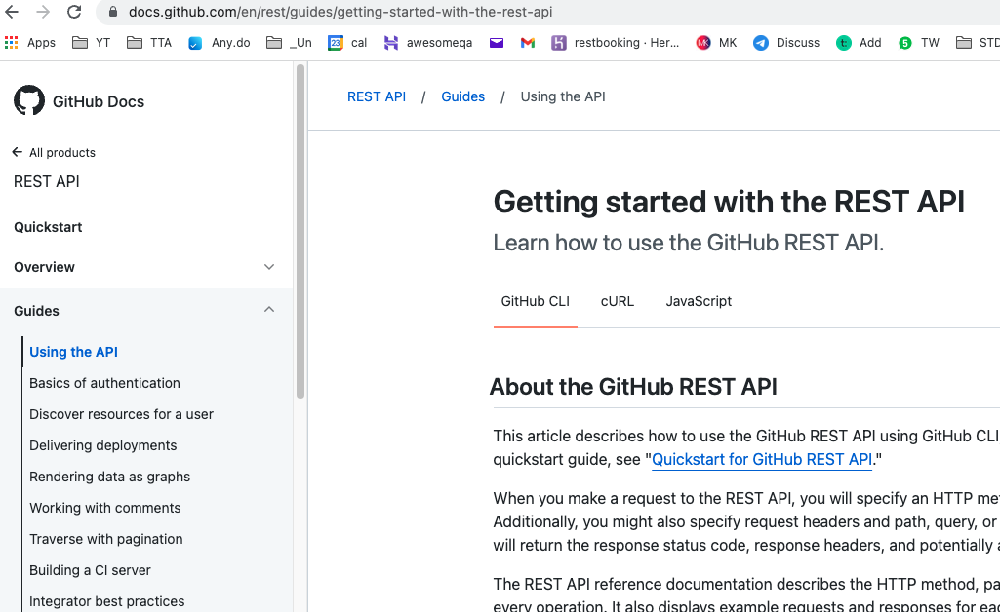 docs.github.com/en/rest/guides/getting-started-with-the-rest-api
Apps YT TTA Any.do _Un 23 cal awesomeqa restbooking · Her... MK MK Discuss t: Add 5 TW STD
GitHub Docs
All products
REST API
Quickstart
Overview
Guides
Using the API
Basics of authentication
Discover resources for a user
Delivering deployments
Rendering data as graphs
Working with comments
Traverse with pagination
Building a CI server
Integrator best practices
REST API / Guides / Using the API
Getting started with the REST API
Learn how to use the GitHub REST API.
GitHub CLI cURL JavaScript
About the GitHub REST API
This article describes how to use the GitHub REST API using GitHub CLI
quickstart guide, see "Quickstart for GitHub REST API."
When you make a request to the REST API, you will specify an HTTP met
Additionally, you might also specify request headers and path, query, or
will return the response status code, response headers, and potentially a
The REST API reference documentation describes the HTTP method, pa
every operation. It also displays example requests and responses for eac